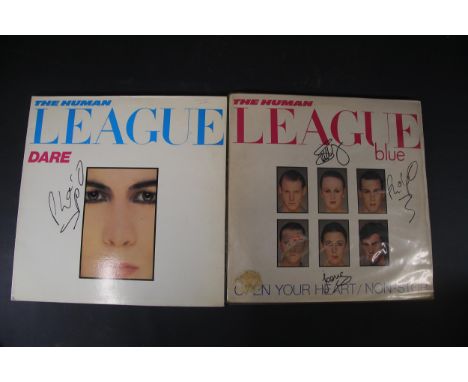 THE HUMAN
LEAGUE
DARE
THE HUMAN
LEAGUE
blue
OPEN YOUR HEART/NON-STOP